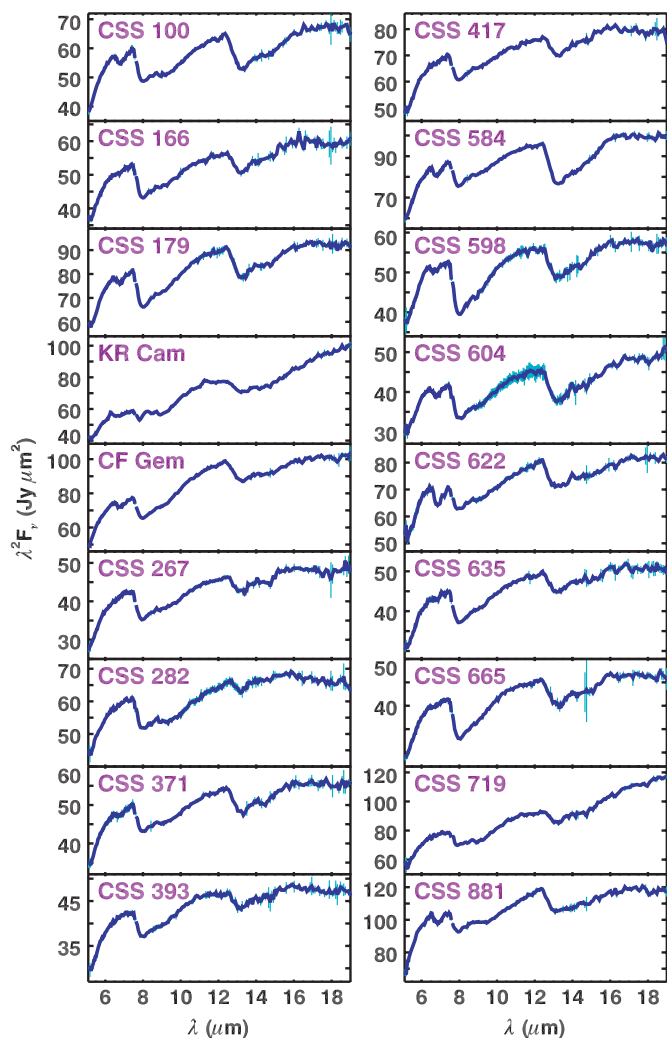 CSS 100
70
60
50
40
CSS 166
60
50
40
CSS 179
90
80
70
60
KR Cam
100
80
60
40
CF Gem
100
80
60
CSS 267
50
40
30
CSS 282
70
60
50
CSS 371
60
50
40
CSS 393
45
35
6 8 10 12 14 16 18
λ (μm)
λ²Fν (Jy μm²)
CSS 417
80
70
60
50
CSS 584
90
70
CSS 598
60
50
40
CSS 604
50
40
30
CSS 622
80
70
60
50
CSS 635
50
40
CSS 665
50
40
CSS 719
120
100
80
60
CSS 881
120
100
80
6 8 10 12 14 16 18
λ (μm)